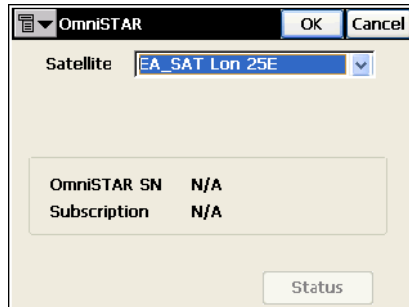 OmniSTAR OK Cancel
Satellite EA_SAT Lon 25E
OmniSTAR SN N/A
Subscription N/A
Status